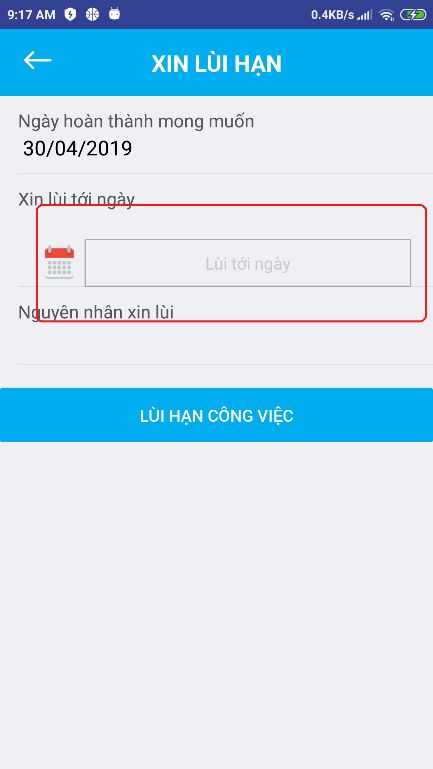 9:17 AM 0.4KB/s
XIN LÙI HẠN
Ngày hoàn thành mong muốn
30/04/2019
Xin lùi tới ngày
Lùi tới ngày
Nguyên nhân xin lùi
LÙI HẠN CÔNG VIỆC